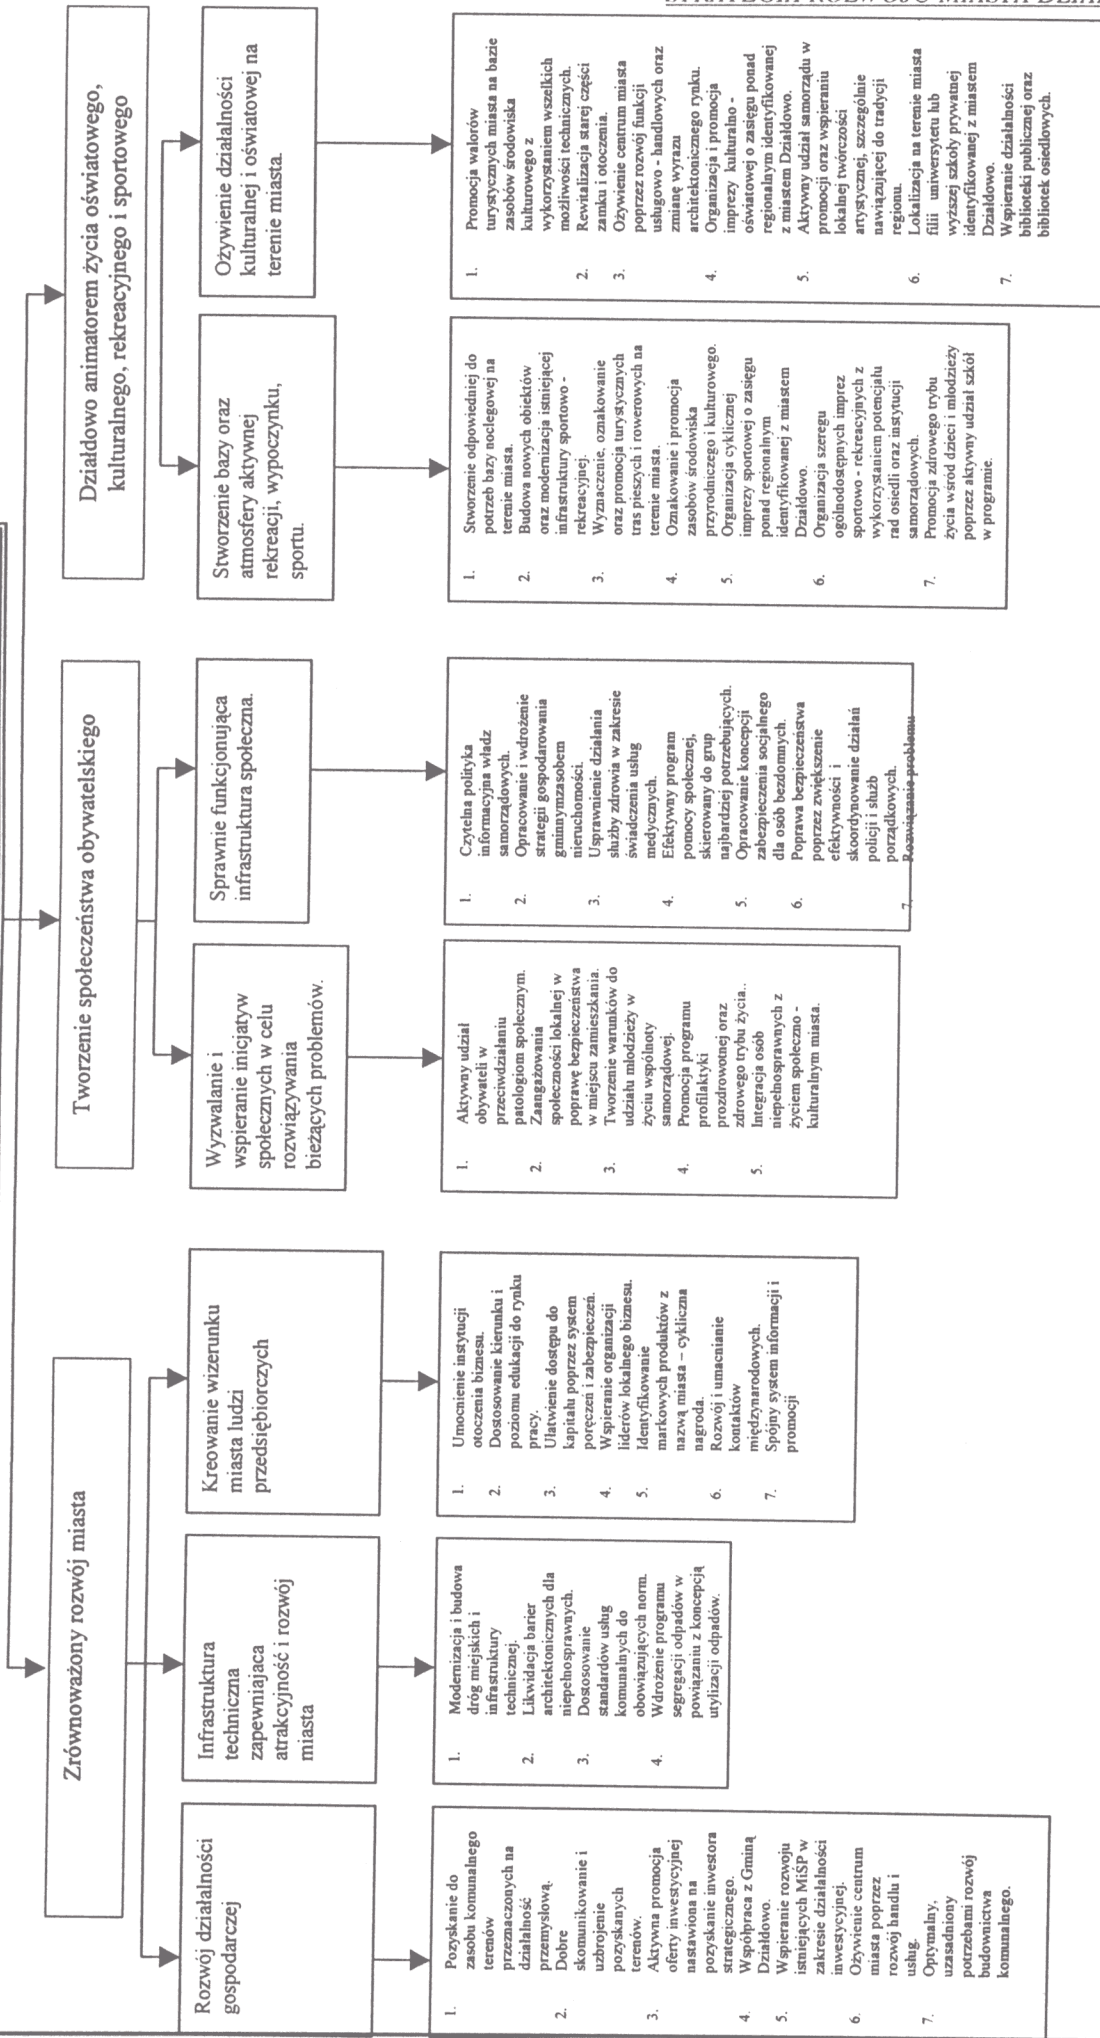 Zrównoważony rozwój miasta
Tworzenie społeczeństwa obywatelskiego
Działdowo animatorem życia oświatowego,
kulturalnego, rekreacyjnego i sportowego
Rozwój działalności
gospodarczej
Infrastruktura
techniczna
zapewniajaca
atrakcyjność i rozwój
miasta
Kreowanie wizerunku
miasta ludzi
przedsiębiorczych
Wyzwalanie i
wspieranie inicjatyw
społecznych w celu
rozwiązywania
bieżących problemów.
Sprawnie funkcjonująca
infrastruktura społeczna.
Stworzenie bazy oraz
atmosfery aktywnej
rekreacji, wypoczynku,
sportu.
Ożywienie działalności
kulturalnej i oświatowej na
terenie miasta.
1. Pozyskanie do
zasobu komunalnego
terenów
przeznaczonych na
działalność
przemysłową.
2. Dobre
skomunikowanie i
uzbrojenie
pozyskanych
terenów.
3. Aktywna promocja
oferty inwestycyjnej
nastawiona na
pozyskanie inwestora
strategicznego.
4. Współpraca z Gminą
Działdowo.
5. Wspieranie rozwoju
istniejących MiŚP w
zakresie działalności
inwestycyjnej.
6. Ożywienie centrum
miasta poprzez
rozwój handlu i
usług.
7. Optymalny,
uzasadniony
potrzebami rozwój
budownictwa
komunalnego.
1. Modernizacja i budowa
dróg miejskich i
infrastruktury
technicznej.
2. Likwidacja barier
architektonicznych dla
niepełnosprawnych.
3. Dostosowanie
standardów usług
komunalnych do
obowiązujących norm.
4. Wdrożenie programu
segregacji odpadów w
powiązaniu z koncepcją
utylizacji odpadów.
1. Umocnienie instytucji
otoczenia biznesu.
2. Dostosowanie kierunku i
poziomu edukacji do rynku
pracy.
3. Ułatwienie dostępu do
kapitału poprzez system
poręczeń i zabezpieczeń.
4. Wspieranie organizacji
liderów lokalnego biznesu.
5. Identyfikowanie
markowych produktów z
nazwą miasta – cykliczna
nagroda.
6. Rozwój i umacnianie
kontaktów
międzynarodowych.
7. Spójny system informacji i
promocji
1. Aktywny udział
obywateli w
przeciwdziałaniu
patologiom społecznym.
2. Zaangażowania
społeczności lokalnej w
poprawę bezpieczeństwa
w miejscu zamieszkania.
3. Tworzenie warunków do
udziału młodzieży w
życiu wspólnoty
samorządowej.
4. Promocja programu
profilaktyki
prozdrowotnej oraz
zdrowego trybu życia..
5. Integracja osób
niepełnosprawnych z
życiem społeczno -
kulturalnym miasta.
1. Czytelna polityka
informacyjna władz
samorządowych.
2. Opracowanie i wdrożenie
strategii gospodarowania
gminnymzasobem
nieruchomości.
3. Usprawnienie działania
służby zdrowia w zakresie
świadczenia usług
medycznych.
4. Efektywny program
pomocy społecznej,
skierowany do grup
najbardziej potrzebujących.
5. Opracowanie koncepcji
zabezpieczenia socjalnego
dla osób bezdomnych.
6. Poprawa bezpieczeństwa
poprzez zwiększenie
efektywności i
skoordynowanie działań
policji i służb
porządkowych.
7. Rozwiązanie problemu
1. Stworzenie odpowiedniej do
potrzeb bazy noclegowej na
terenie miasta.
2. Budowa nowych obiektów
oraz modernizacja istniejącej
infrastruktury sportowo -
rekreacyjnej.
3. Wyznaczenie, oznakowanie
oraz promocja turystycznych
tras pieszych i rowerowych na
terenie miasta.
4. Oznakowanie i promocja
zasobów środowiska
przyrodniczego i kulturowego.
5. Organizacja cyklicznej
imprezy sportowej o zasięgu
ponad regionalnym
identyfikowanej z miastem
Działdowo.
6. Organizacja szeregu
ogólnodostępnych imprez
sportowo - rekreacyjnych z
wykorzystaniem potencjału
rad osiedli oraz instytucji
samorządowych.
7. Promocja zdrowego trybu
życia wśród dzieci i młodzieży
poprzez aktywny udział szkół
w programie.
1. Promocja walorów
turystycznych miasta na bazie
zasobów środowiska
kulturowego z
wykorzystaniem wszelkich
możliwości technicznych.
2. Rewitalizacja starej części
zamku i otoczenia.
3. Ożywienie centrum miasta
poprzez rozwój funkcji
usługowo - handlowych oraz
zmianę wyrazu
architektonicznego rynku.
4. Organizacja i promocja
imprezy kulturalno -
oświatowej o zasięgu ponad
regionalnym identyfikowanej
z miastem Działdowo.
5. Aktywny udział samorządu w
promocji oraz wspieraniu
lokalnej twórczości
artystycznej, szczególnie
nawiązującej do tradycji
regionu.
6. Lokalizacja na terenie miasta
filii uniwersytetu lub
wyższej szkoły prywatnej
identyfikowanej z miastem
Działdowo.
7. Wspieranie działalności
biblioteki publicznej oraz
bibliotek osiedlowych.